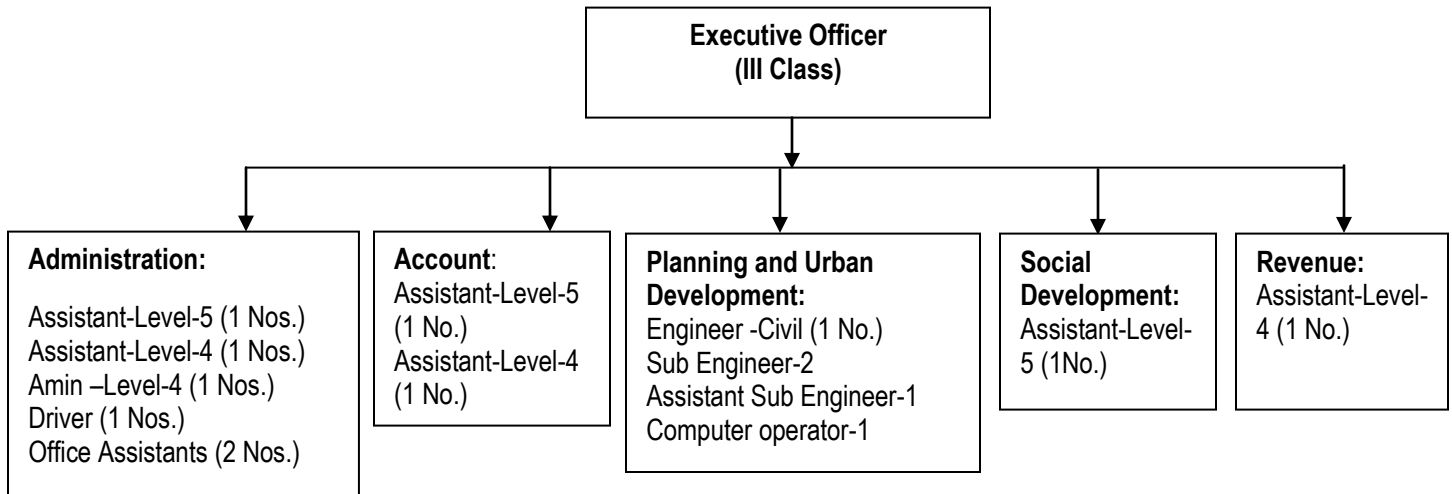 Executive Officer
(III Class)
Administration:
Assistant-Level-5 (1 Nos.)
Assistant-Level-4 (1 Nos.)
Amin –Level-4 (1 Nos.)
Driver (1 Nos.)
Office Assistants (2 Nos.)
Account:
Assistant-Level-5
(1 No.)
Assistant-Level-4
(1 No.)
Planning and Urban
Development:
Engineer -Civil (1 No.)
Sub Engineer-2
Assistant Sub Engineer-1
Computer operator-1
Social
Development:
Assistant-Level-
5 (1No.)
Revenue:
Assistant-Level-
4 (1 No.)